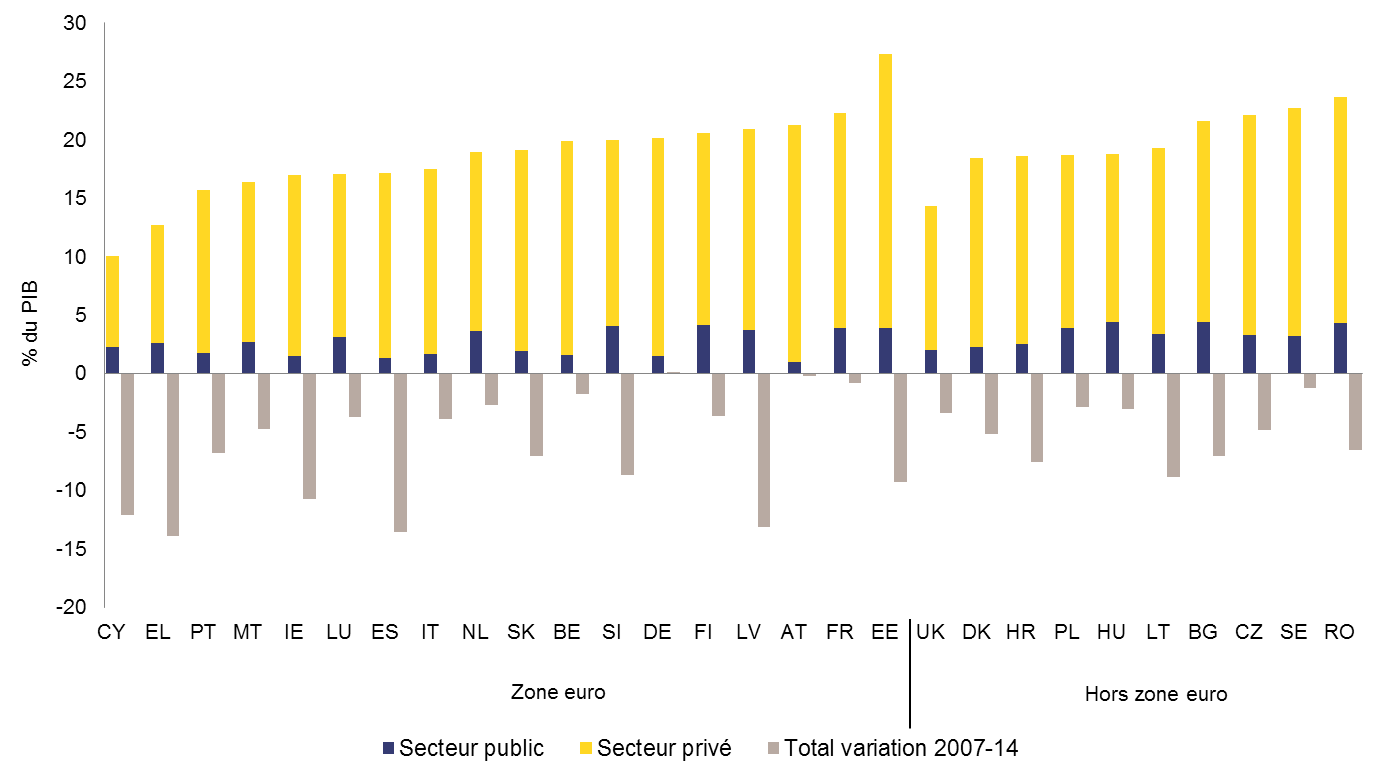 30
25
20
15
10
5
0
-5
-10
-15
-20
% du PIB
CY EL PT MT IE LU ES IT NL SK BE SI DE FI LV AT FR EE UK DK HR PL HU LT BG CZ SE RO
Zone euro Hors zone euro
Secteur public Secteur privé Total variation 2007-14